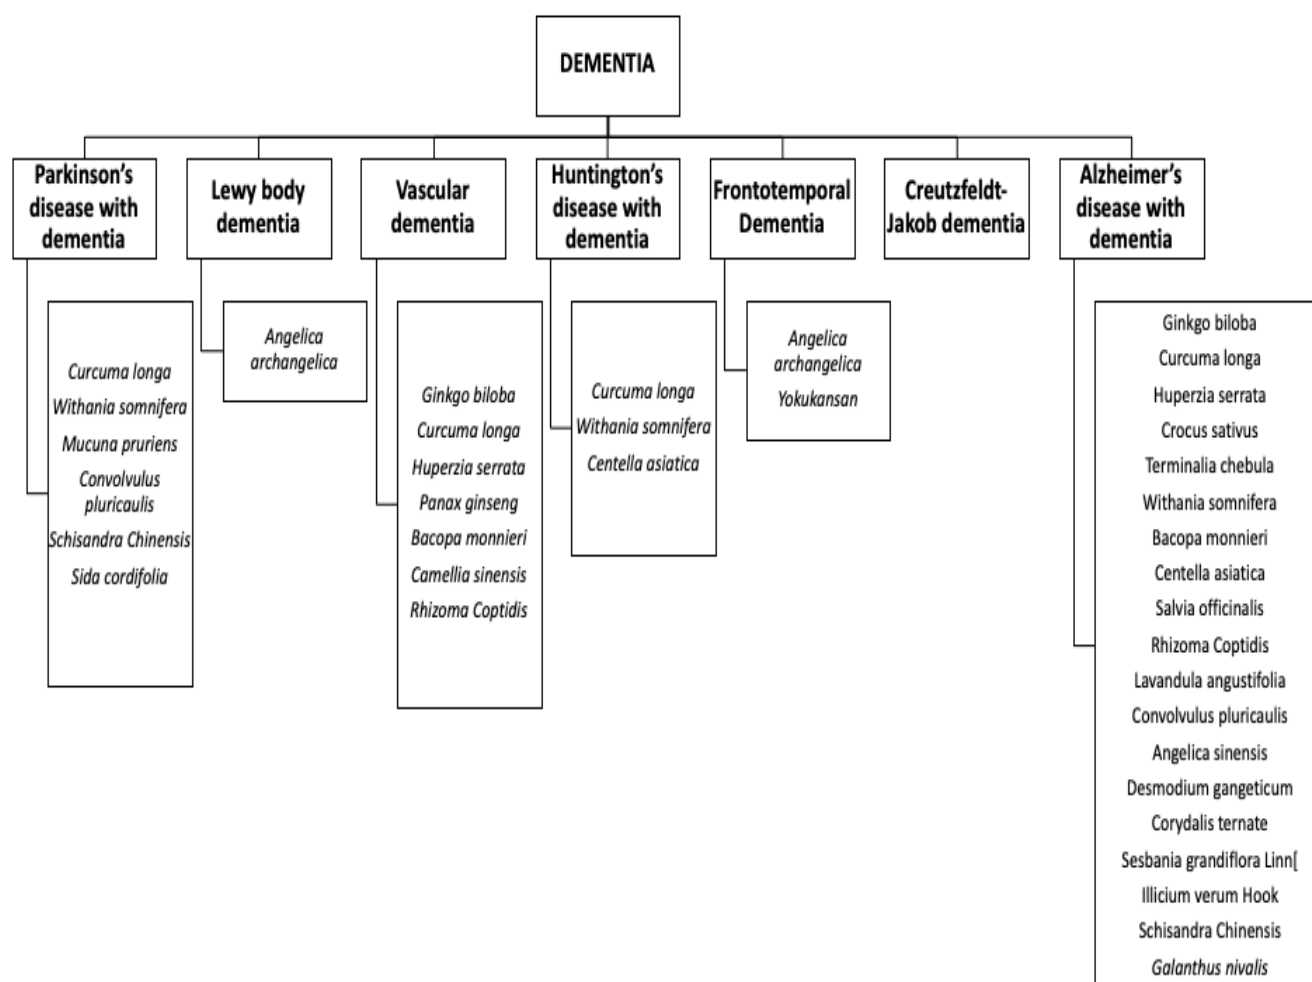 DEMENTIA
Parkinson's
disease with
dementia
Lewy body
dementia
Vascular
dementia
Huntington's
disease with
dementia
Frontotemporal
Dementia
Creutzfeldt-
Jakob dementia
Alzheimer's
disease with
dementia
Curcuma longa
Withania somnifera
Mucuna pruriens
Convolvulus
pluricaulis
Schisandra Chinensis
Sida cordifolia
Angelica
archangelica
Ginkgo biloba
Curcuma longa
Huperzia serrata
Panax ginseng
Bacopa monnieri
Camellia sinensis
Rhizoma Coptidis
Curcuma longa
Withania somnifera
Centella asiatica
Angelica
archangelica
Yokukansan
Ginkgo biloba
Curcuma longa
Huperzia serrata
Crocus sativus
Terminalia chebula
Withania somnifera
Bacopa monnieri
Centella asiatica
Salvia officinalis
Rhizoma Coptidis
Lavandula angustifolia
Convolvulus pluricaulis
Angelica sinensis
Desmodium gangeticum
Corydalis ternate
Sesbania grandiflora Linn[
Illicium verum Hook
Schisandra Chinensis
Galanthus nivalis